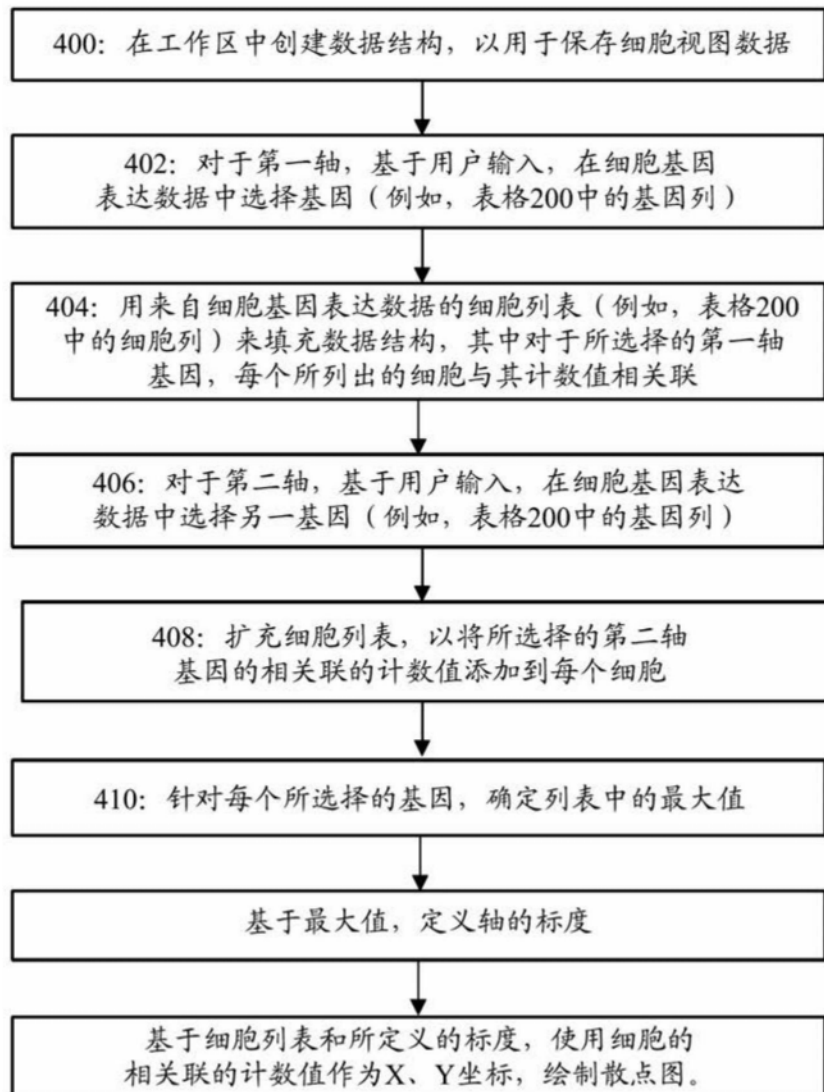 400：在工作区中创建数据结构，以用于保存细胞视图数据
402：对于第一轴，基于用户输入，在细胞基因
表达数据中选择基因（例如，表格200中的基因列）
404：用来自细胞基因表达数据的细胞列表（例如，表格200
中的细胞列）来填充数据结构，其中对于所选择的第一轴
基因，每个所列出的细胞与其计数值相关联
406：对于第二轴，基于用户输入，在细胞基因表达
数据中选择另一基因（例如，表格200中的基因列）
408：扩充细胞列表，以将所选择的第二轴
基因的相关联的计数值添加到每个细胞
410：针对每个所选择的基因，确定列表中的最大值
基于最大值，定义轴的标度
基于细胞列表和所定义的标度，使用细胞的
相关联的计数值作为X、Y坐标，绘制散点图。